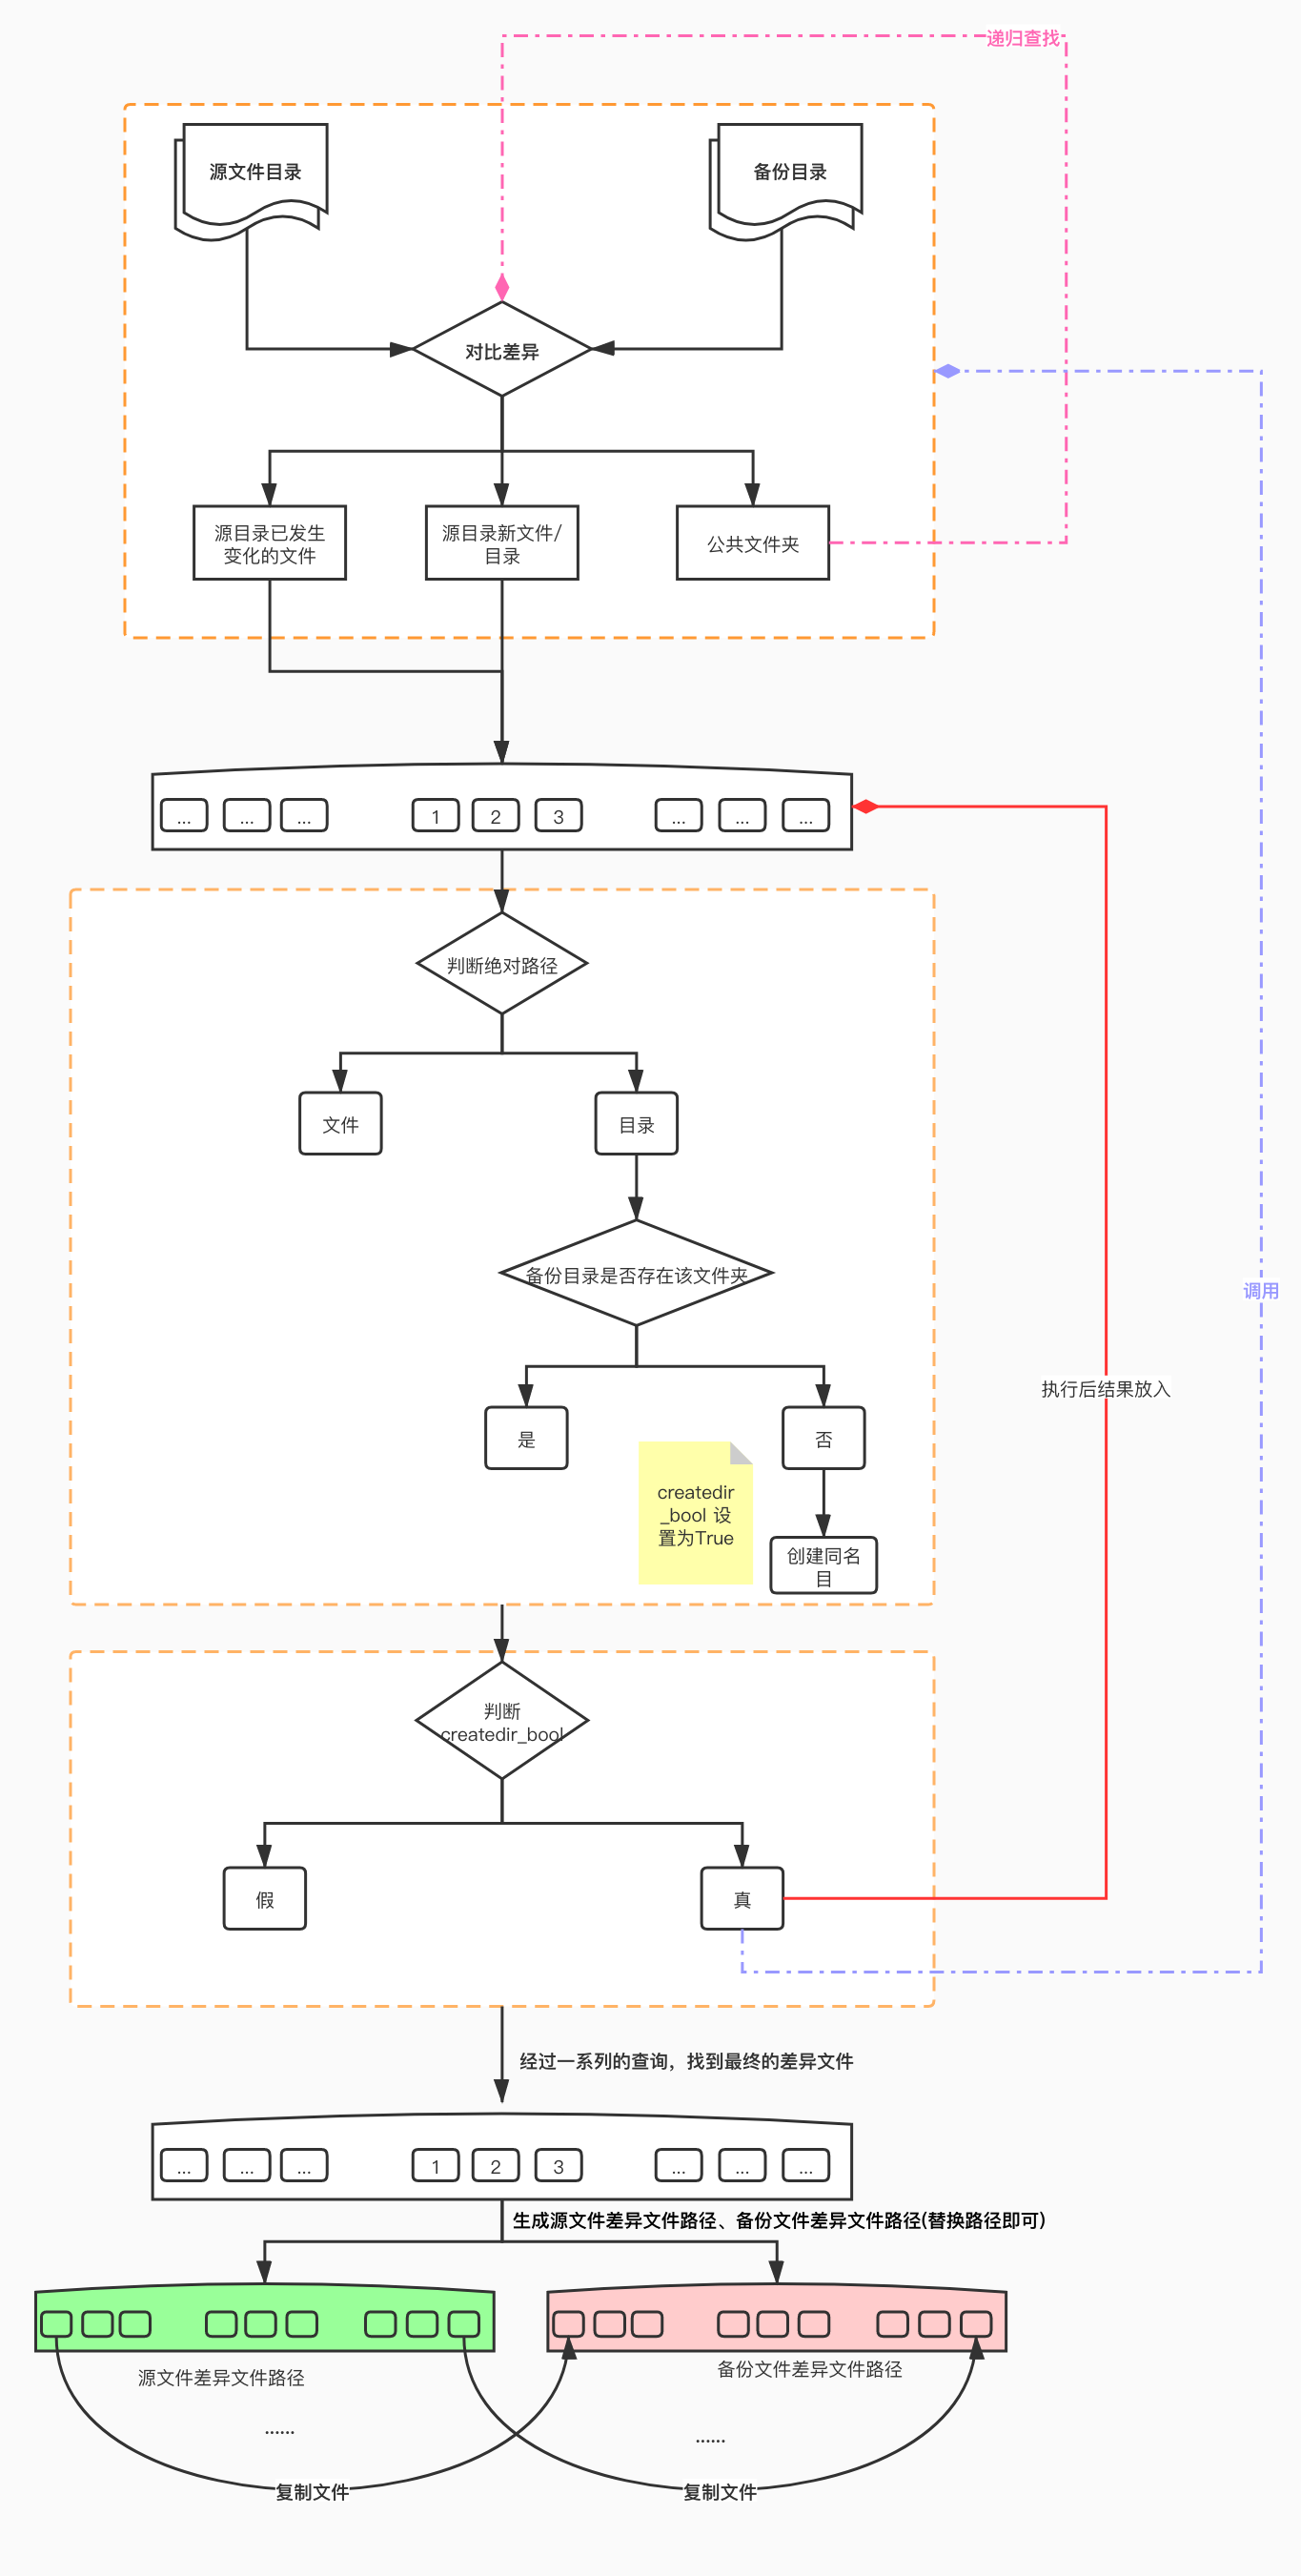 递归查找
源文件目录
备份目录
对比差异
源目录已发生
变化的文件
源目录新文件/
目录
公共文件夹
... ... ... 1 2 3 ... ... ...
判断绝对路径
文件
目录
备份目录是否存在该文件夹
调用
执行后结果放入
是
否
createdir
_bool 设
置为True
创建同名
目
判断
createdir_bool
假
真
经过一系列的查询，找到最终的差异文件
... ... ... 1 2 3 ... ... ...
生成源文件差异文件路径、备份文件差异文件路径(替换路径即可)
源文件差异文件路径
备份文件差异文件路径
......
......
复制文件
复制文件